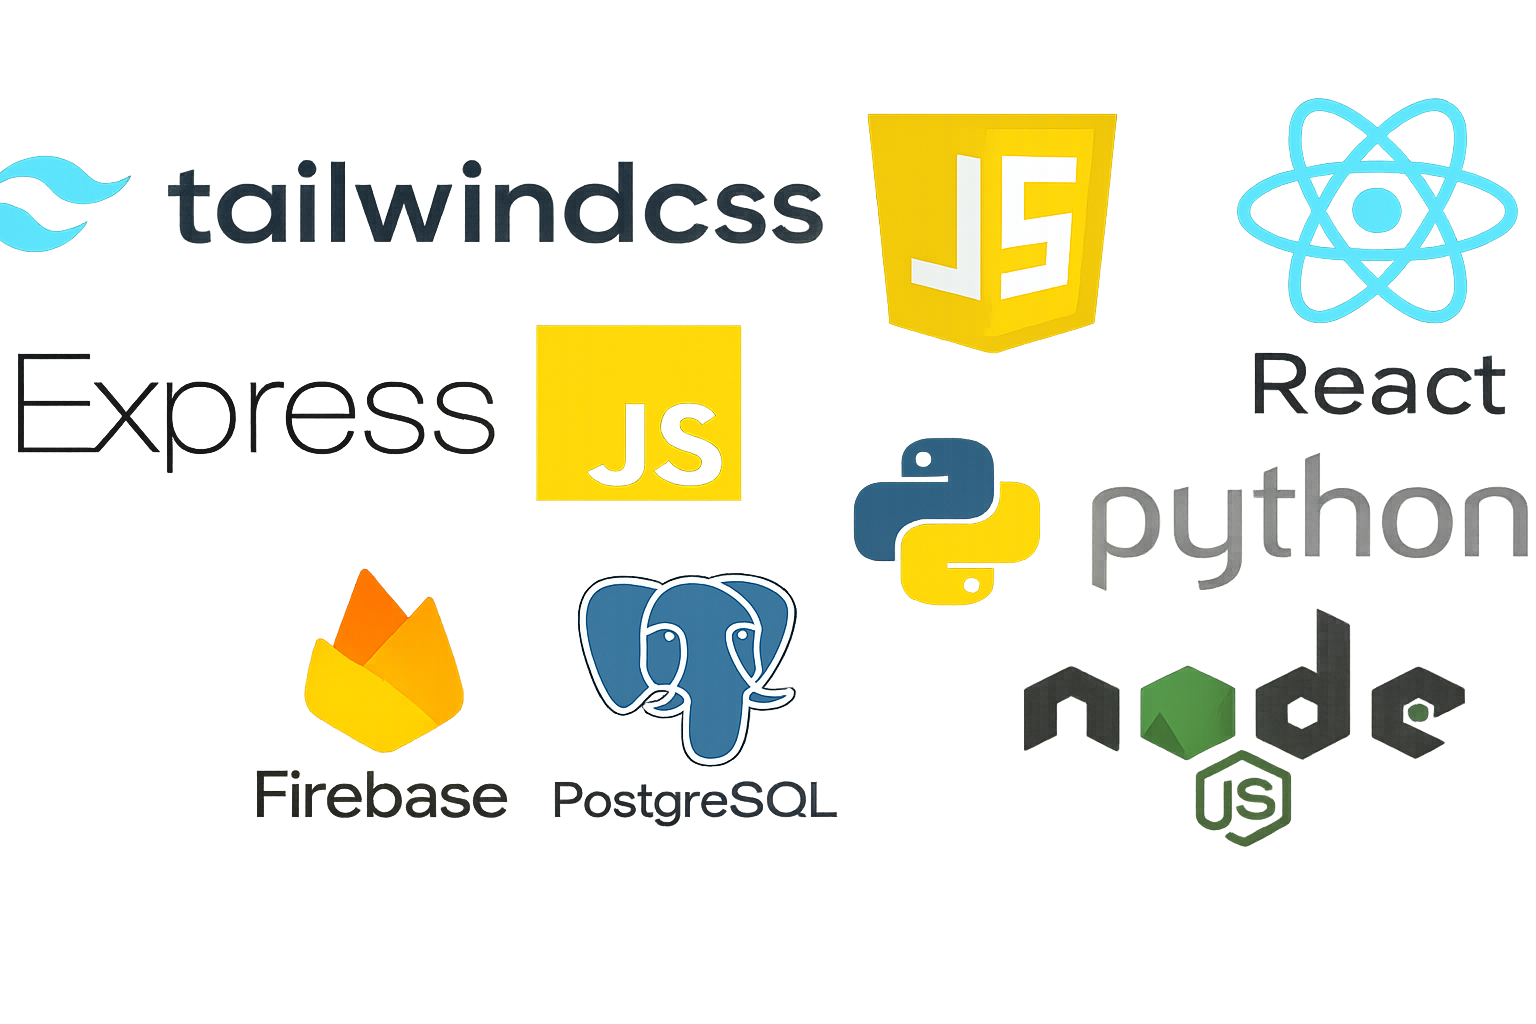 tailwindcss
JS
React
Express
JS
python
Firebase
PostgreSQL
node
JS